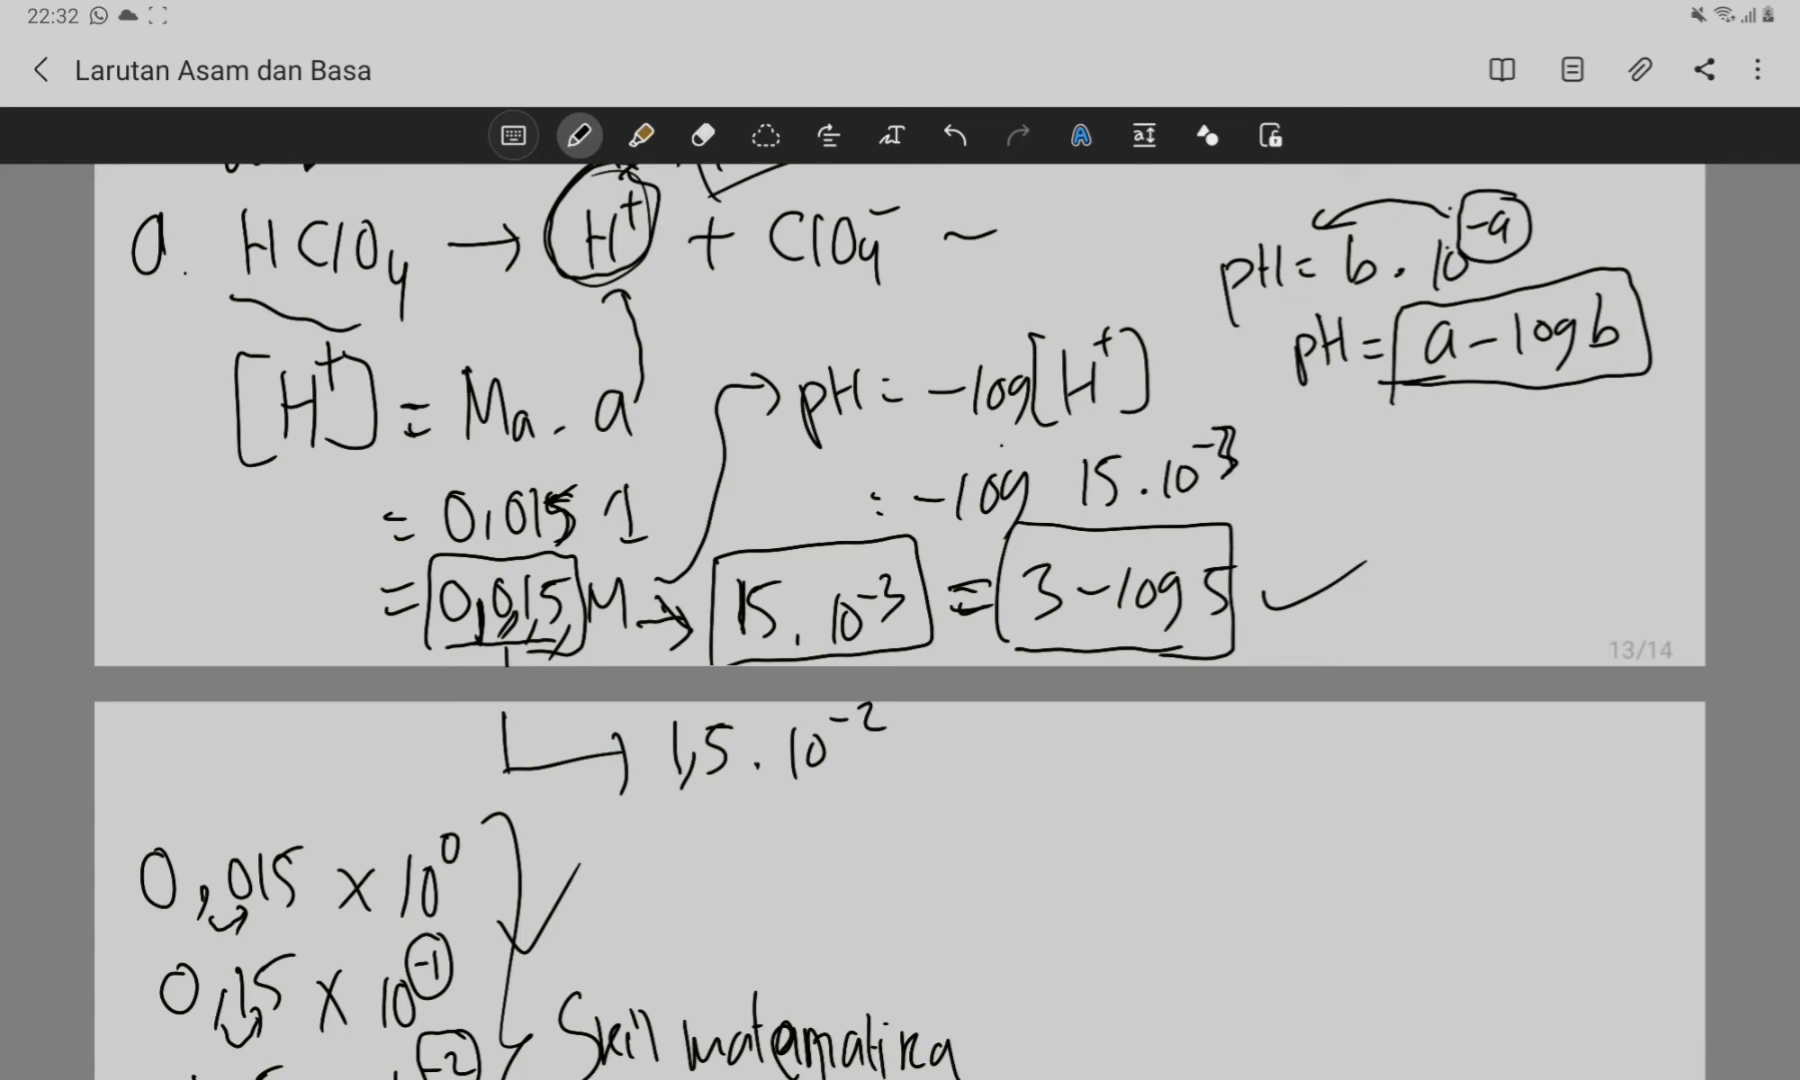 22:32
Larutan Asam dan Basa
a. HClO4 → H⁺ + ClO4⁻ ~
pH = b . 10⁻ᵃ
pH = a - log b
[H⁺] = Ma . a
pH = -log[H⁺]
= 0,015 1
: -log 15.10⁻³
= 0,015 M → 15 . 10⁻³ = 3 - log 5
13/14
1,5 . 10⁻²
0,015 x 10⁰
0,15 x 10⁻¹
-2
Skil matematika